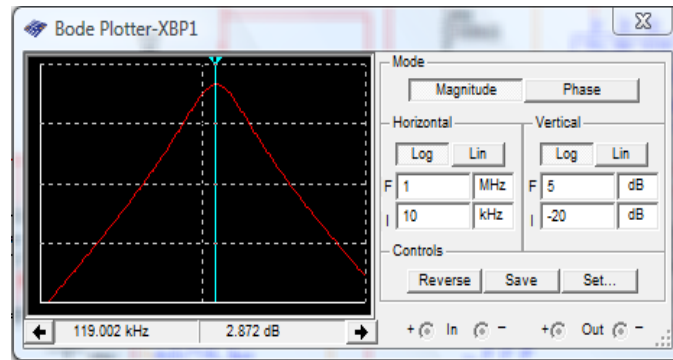 Bode Plotter-XBP1
Mode
Magnitude Phase
Horizontal Vertical
Log Lin Log Lin
F 1 MHz F 5 dB
I 10 kHz I -20 dB
Controls
Reverse Save Set...
119.002 kHz 2.872 dB + In - + Out -